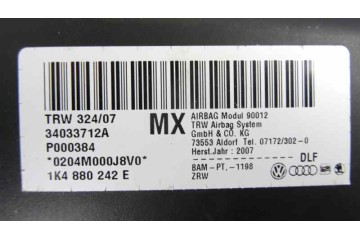 TRW 324/07
34033712A
P000384
*0204M000J8V0*
1K4 880 242 E
MX
AIRBAG Modul 90012
TRW Airbag System
GmbH & CO. KG
73553 Aldorf Tel. 07172/302-0
Herst.Jahr: 2007
DLF
BAM-PT.-1198
ZRW